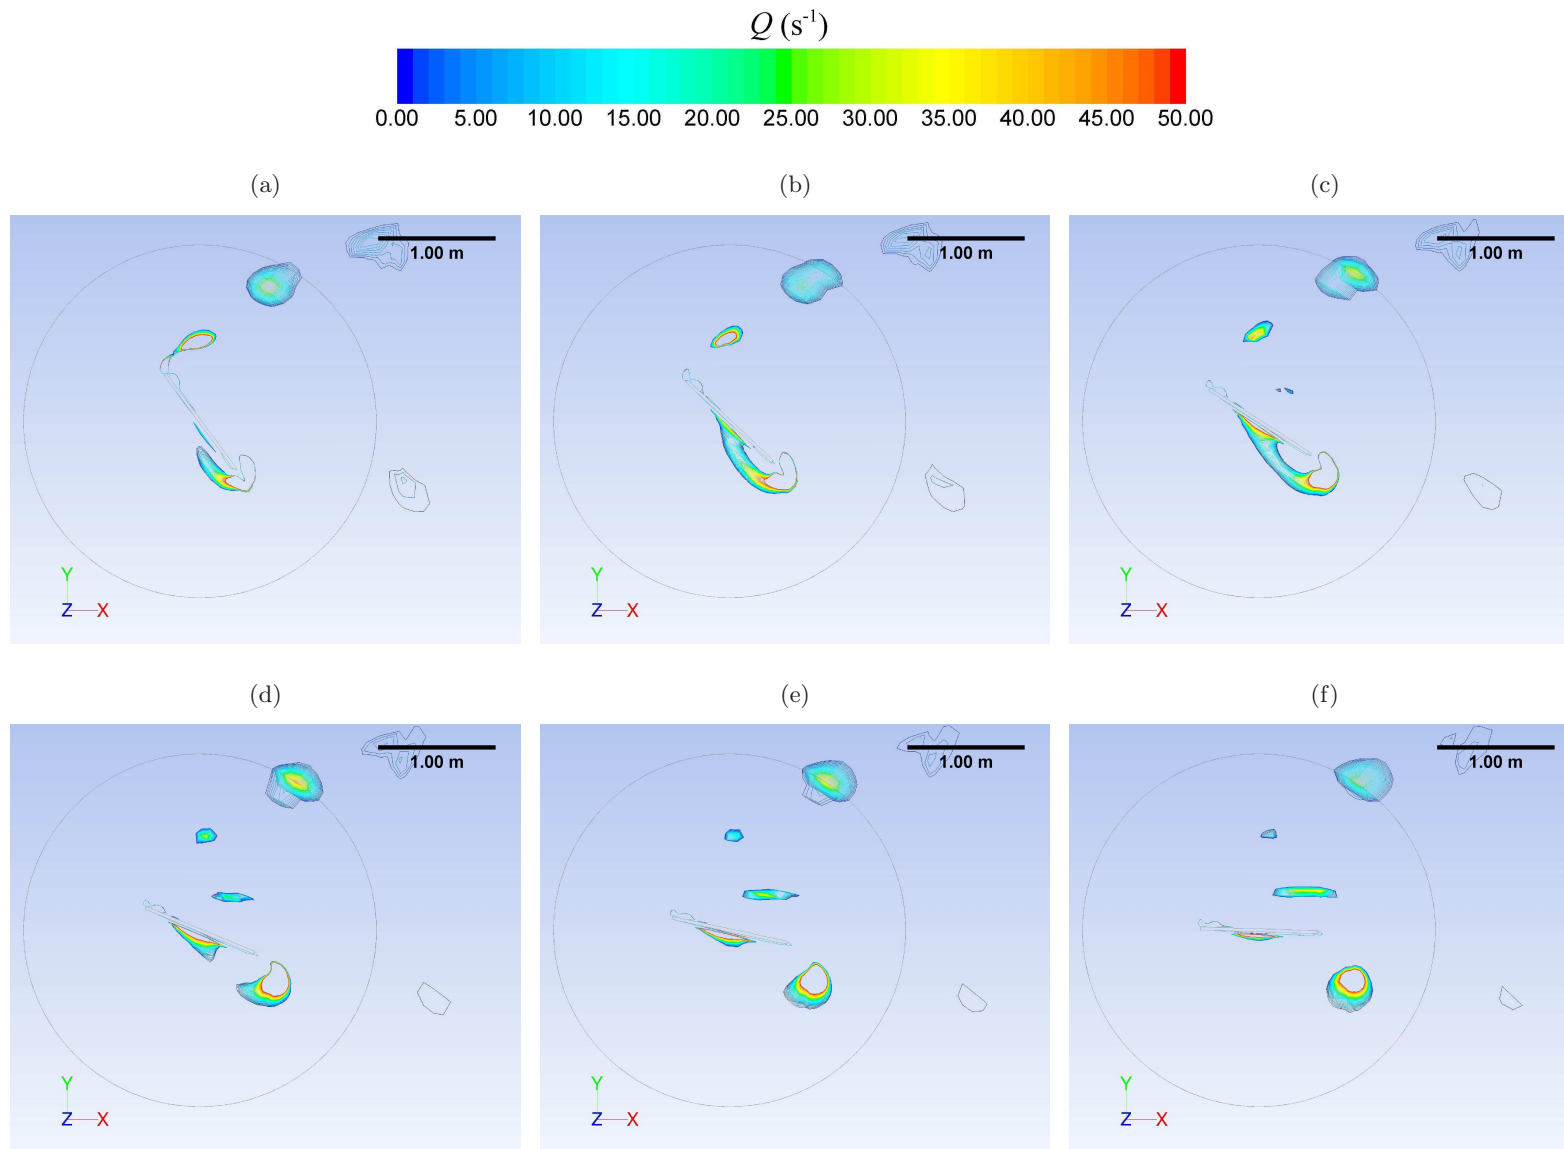 Q (s-1)
0.00 5.00 10.00 15.00 20.00 25.00 30.00 35.00 40.00 45.00 50.00
(a) (b) (c)
1.00 m 1.00 m 1.00 m
Y Y Y
Z X Z X Z X
(d) (e) (f)
1.00 m 1.00 m 1.00 m
Y Y Y
Z X Z X Z X